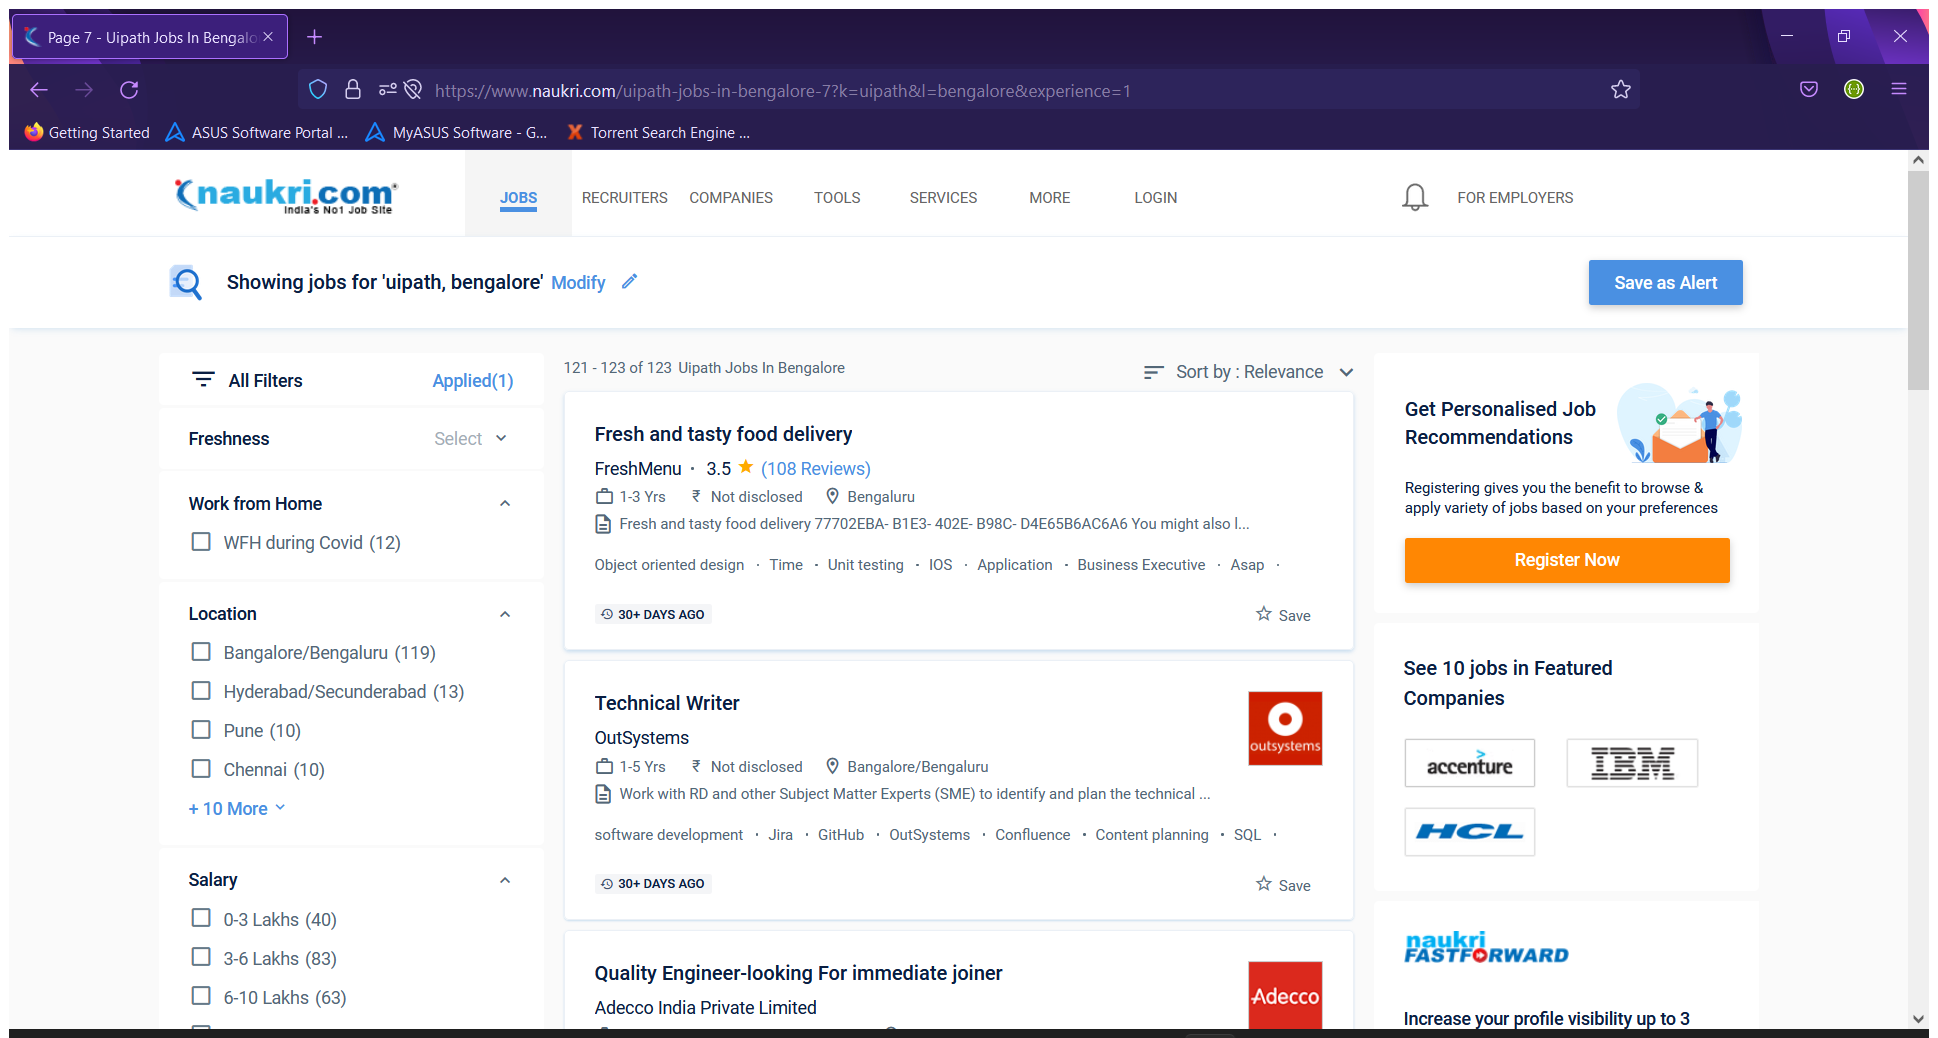 Page 7 - Uipath Jobs In Bengalo
https://www.naukri.com/uipath-jobs-in-bengalore-7?k=uipath&l=bengalore&experience=1
Getting Started ASUS Software Portal ... MyASUS Software - G... Torrent Search Engine ...
naukri.com
India's No1 Job Site
JOBS RECRUITERS COMPANIES TOOLS SERVICES MORE LOGIN FOR EMPLOYERS
Showing jobs for 'uipath, bengalore' Modify
Save as Alert
All Filters Applied(1)
Freshness Select
Work from Home
WFH during Covid (12)
Location
Bangalore/Bengaluru (119)
Hyderabad/Secunderabad (13)
Pune (10)
Chennai (10)
+ 10 More
Salary
0-3 Lakhs (40)
3-6 Lakhs (83)
6-10 Lakhs (63)
121 - 123 of 123 Uipath Jobs In Bengalore
Sort by : Relevance
Fresh and tasty food delivery
FreshMenu · 3.5 (108 Reviews)
1-3 Yrs ₹ Not disclosed Bengaluru
Fresh and tasty food delivery 77702EBA- B1E3- 402E- B98C- D4E65B6AC6A6 You might also l...
Object oriented design · Time · Unit testing · IOS · Application · Business Executive · Asap ·
30+ DAYS AGO Save
Technical Writer
OutSystems
outsystems
1-5 Yrs ₹ Not disclosed Bangalore/Bengaluru
Work with RD and other Subject Matter Experts (SME) to identify and plan the technical ...
software development · Jira · GitHub · OutSystems · Confluence · Content planning · SQL ·
30+ DAYS AGO Save
Quality Engineer-looking For immediate joiner
Adecco India Private Limited
Adecco
Get Personalised Job
Recommendations
Registering gives you the benefit to browse &
apply variety of jobs based on your preferences
Register Now
See 10 jobs in Featured
Companies
accenture IBM
HCL
naukri
FASTFORWARD
Increase your profile visibility up to 3